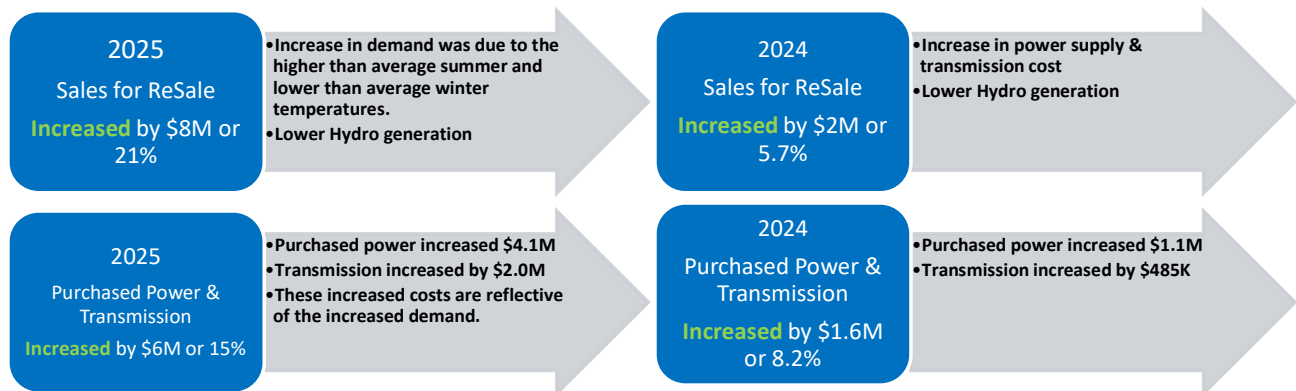 2025
Sales for ReSale
Increased by $8M or
21%
•Increase in demand was due to the
higher than average summer and
lower than average winter
temperatures.
•Lower Hydro generation
2024
Sales for ReSale
Increased by $2M or
5.7%
•Increase in power supply &
transmission cost
•Lower Hydro generation
2025
Purchased Power &
Transmission
Increased by $6M or 15%
•Purchased power increased $4.1M
•Transmission increased by $2.0M
•These increased costs are reflective
of the increased demand.
2024
Purchased Power &
Transmission
Increased by $1.6M
or 8.2%
•Purchased power increased $1.1M
•Transmission increased by $485K